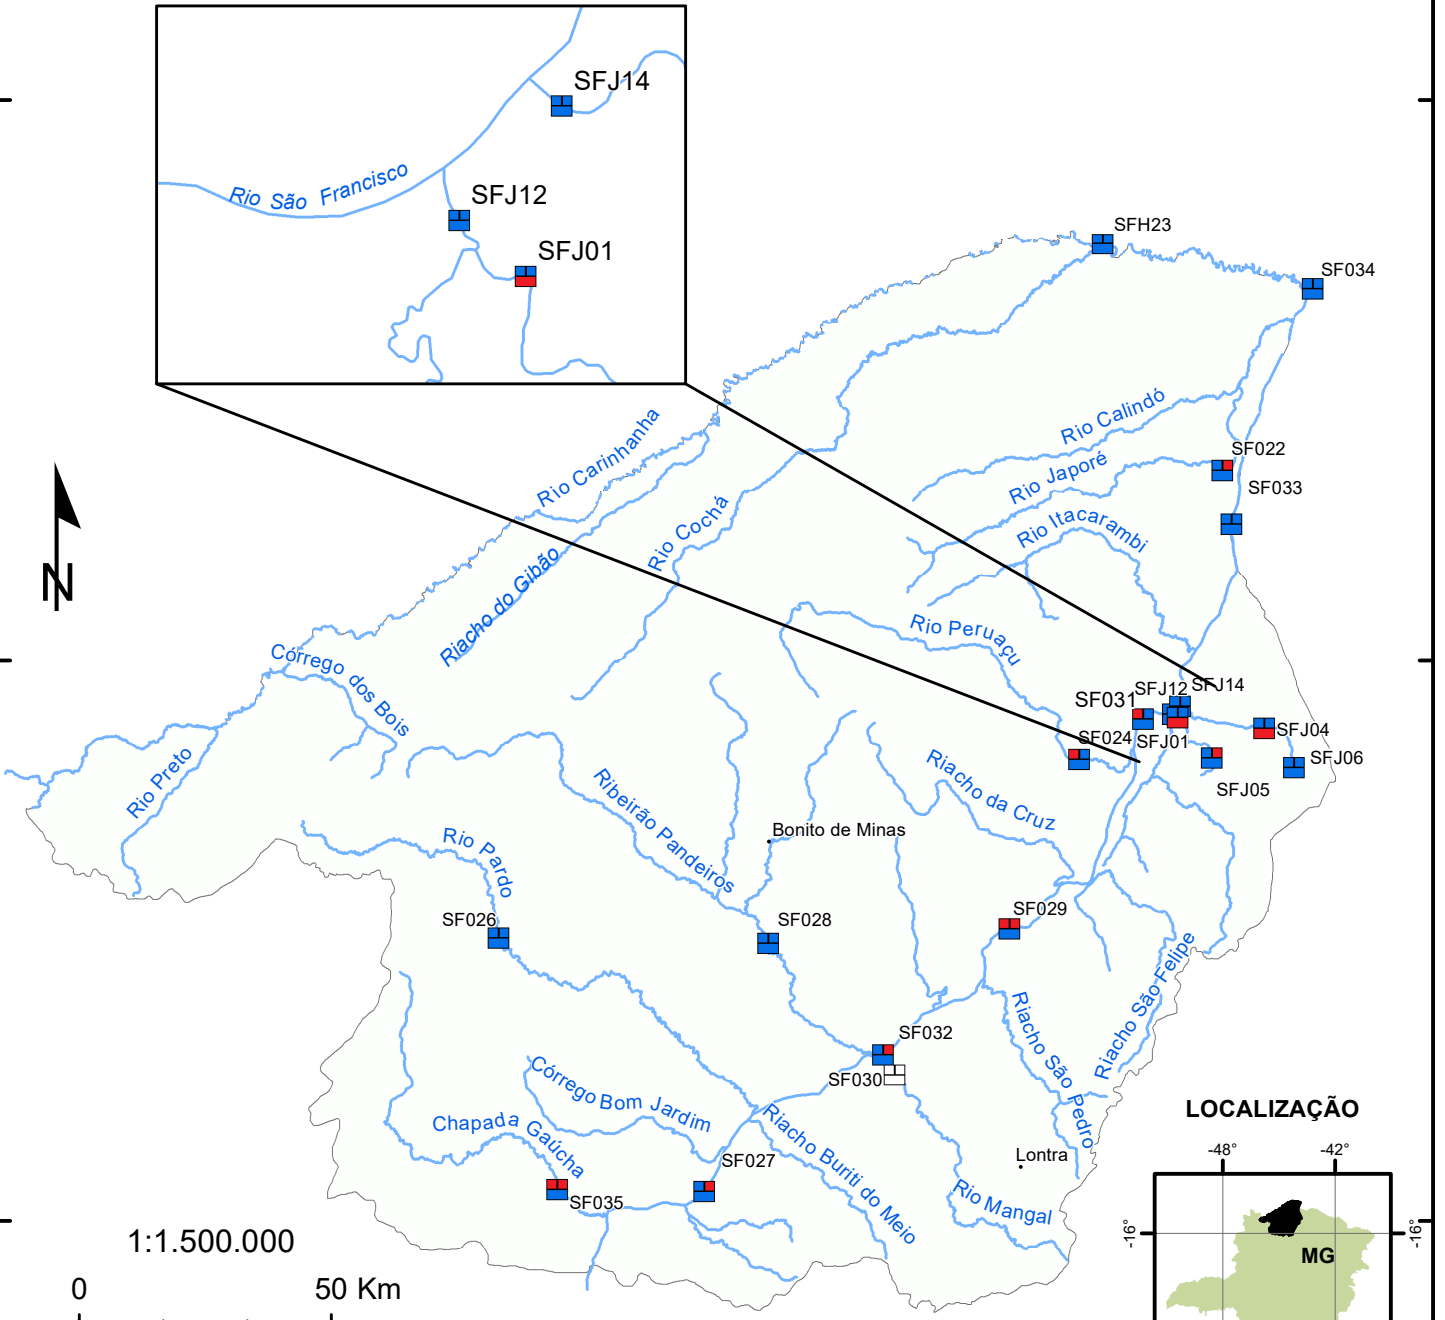 SFJ14
Rio São Francisco
SFJ12
SFJ01
SFH23
SF034
Rio Calindó
Rio Carinhanha
SF022
Rio Japoré
SF033
Rio Cochá
Rio Itacarambi
Riacho do Gibão
N
Rio Peruaçu
Córrego dos Bois
SFJ12
SFJ14
SF031
SFJ04
SF024
SFJ01
SFJ06
Rio Preto
SFJ05
Riacho da Cruz
Ribeirão Pandeiros
Bonito de Minas
Rio Pardo
SF026
SF028
SF029
Riacho São Felipe
Riacho São Pedro
SF032
SF030
Córrego Bom Jardim
Riacho Buriti do Meio
Chapada Gaúcha
SF027
Lontra
SF035
Rio Mangal
LOCALIZAÇÃO
-48°
-42°
-16°
-16°
MG
1:1.500.000
0
50 Km